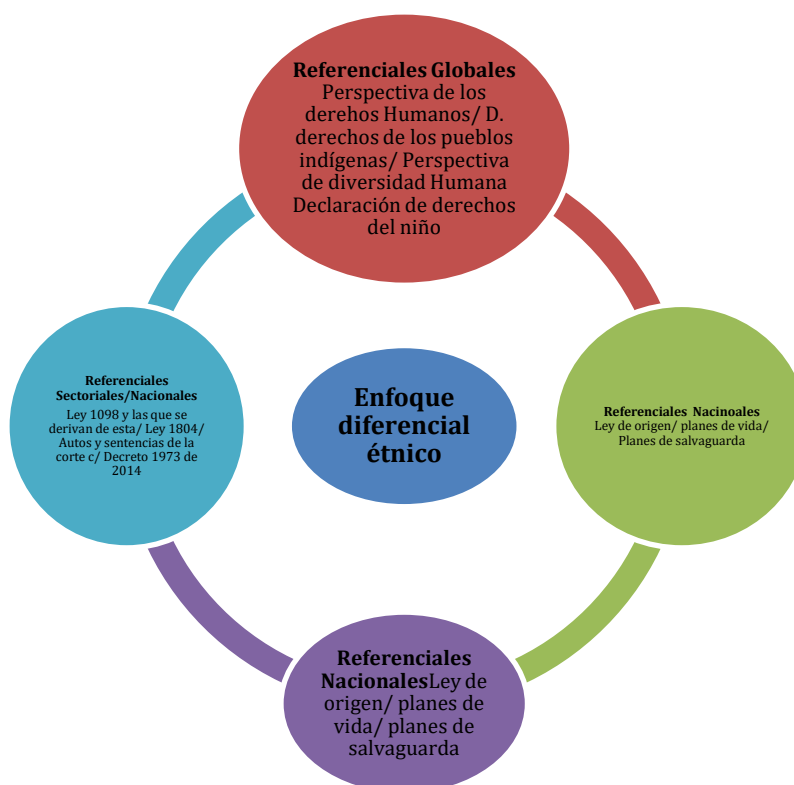 Referenciales Globales
Perspectiva de los
derehos Humanos/ D.
derechos de los pueblos
indígenas/ Perspectiva
de diversidad Humana
Declaración de derechos
del niño
Referenciales
Sectoriales/Nacionales
Ley 1098 y las que se
derivan de esta/ Ley 1804/
Autos y sentencias de la
corte c/ Decreto 1973 de
2014
Enfoque
diferencial
étnico
Referenciales Nacinoales
Ley de origen/ planes de vida/
Planes de salvaguarda
Referenciales
NacionalesLey de
origen/ planes de
vida/ planes de
salvaguarda